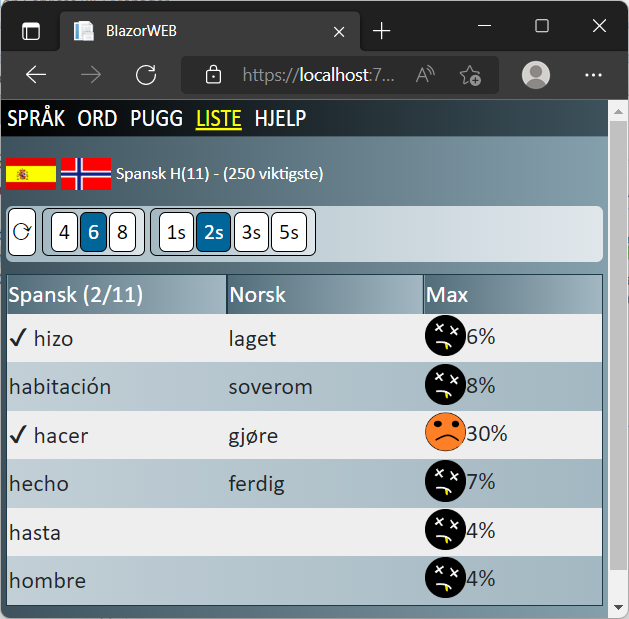 BlazorWEB
https://localhost:7...
SPRÅK ORD PUGG LISTE HJELP
Spansk H(11) - (250 viktigste)
4 6 8 1s 2s 3s 5s
Spansk (2/11) Norsk Max
✓ hizo laget 6%
habitación soverom 8%
✓ hacer gjøre 30%
hecho ferdig 7%
hasta 4%
hombre 4%